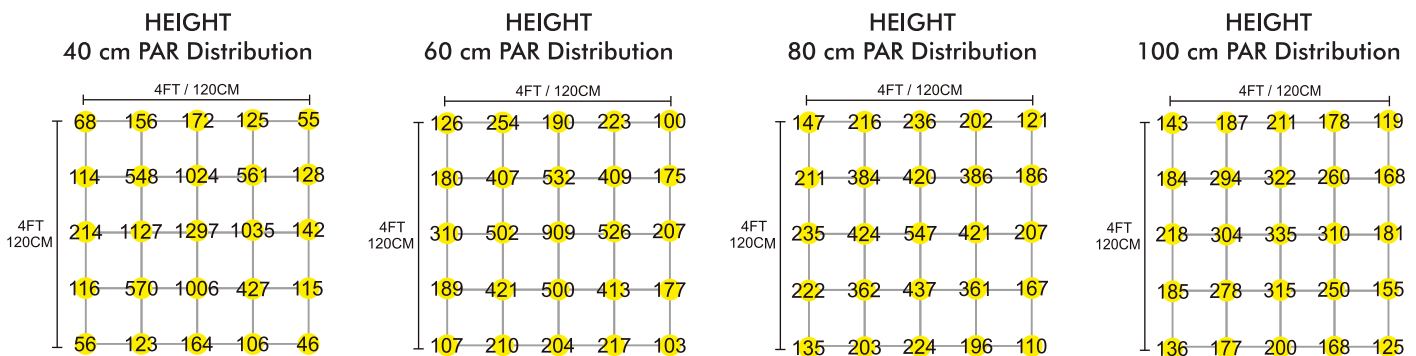 HEIGHT
40 cm PAR Distribution
4FT / 120CM
68 156 172 125 55
114 548 1024 561 128
4FT
120CM
214 1127 1297 1035 142
116 570 1006 427 115
56 123 164 106 46
HEIGHT
60 cm PAR Distribution
4FT / 120CM
126 254 190 223 100
180 407 532 409 175
4FT
120CM
310 502 909 526 207
189 421 500 413 177
107 210 204 217 103
HEIGHT
80 cm PAR Distribution
4FT / 120CM
147 216 236 202 121
211 384 420 386 186
4FT
120CM
235 424 547 421 207
222 362 437 361 167
135 203 224 196 110
HEIGHT
100 cm PAR Distribution
4FT / 120CM
143 187 211 178 119
184 294 322 260 168
4FT
120CM
218 304 335 310 181
185 278 315 250 155
136 177 200 168 125